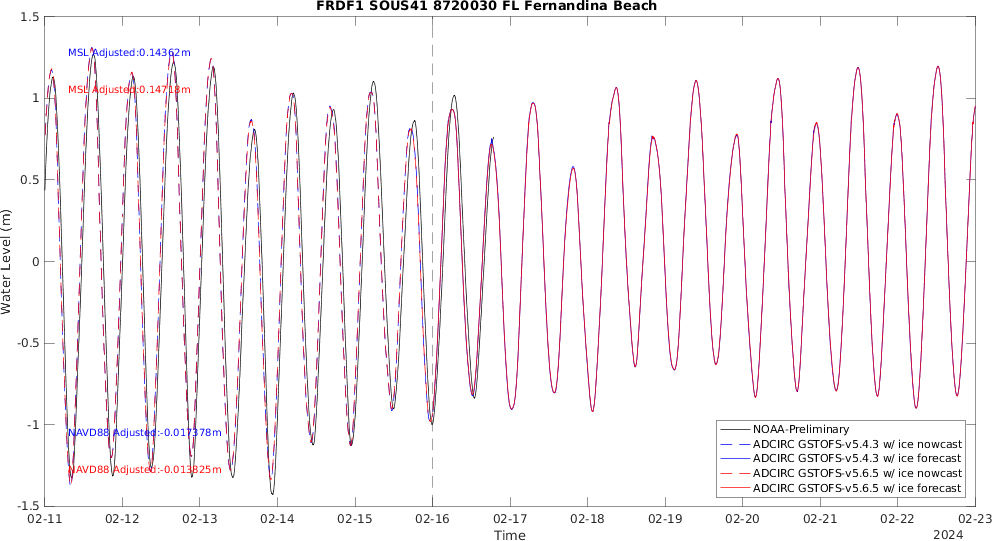 FRDF1 SOUS41 8720030 FL Fernandina Beach
1.5
MSL Adjusted:0.14362m
MSL Adjusted:0.14718m
1
0.5
0
-0.5
-1
-1.5
Water Level (m)
NAVD88 Adjusted:-0.017378m
NAVD88 Adjusted:-0.013825m
NOAA-Preliminary
ADCIRC GSTOFS-v5.4.3 w/ ice nowcast
ADCIRC GSTOFS-v5.4.3 w/ ice forecast
ADCIRC GSTOFS-v5.6.5 w/ ice nowcast
ADCIRC GSTOFS-v5.6.5 w/ ice forecast
02-11 02-12 02-13 02-14 02-15 02-16 02-17 02-18 02-19 02-20 02-21 02-22 02-23
Time
2024